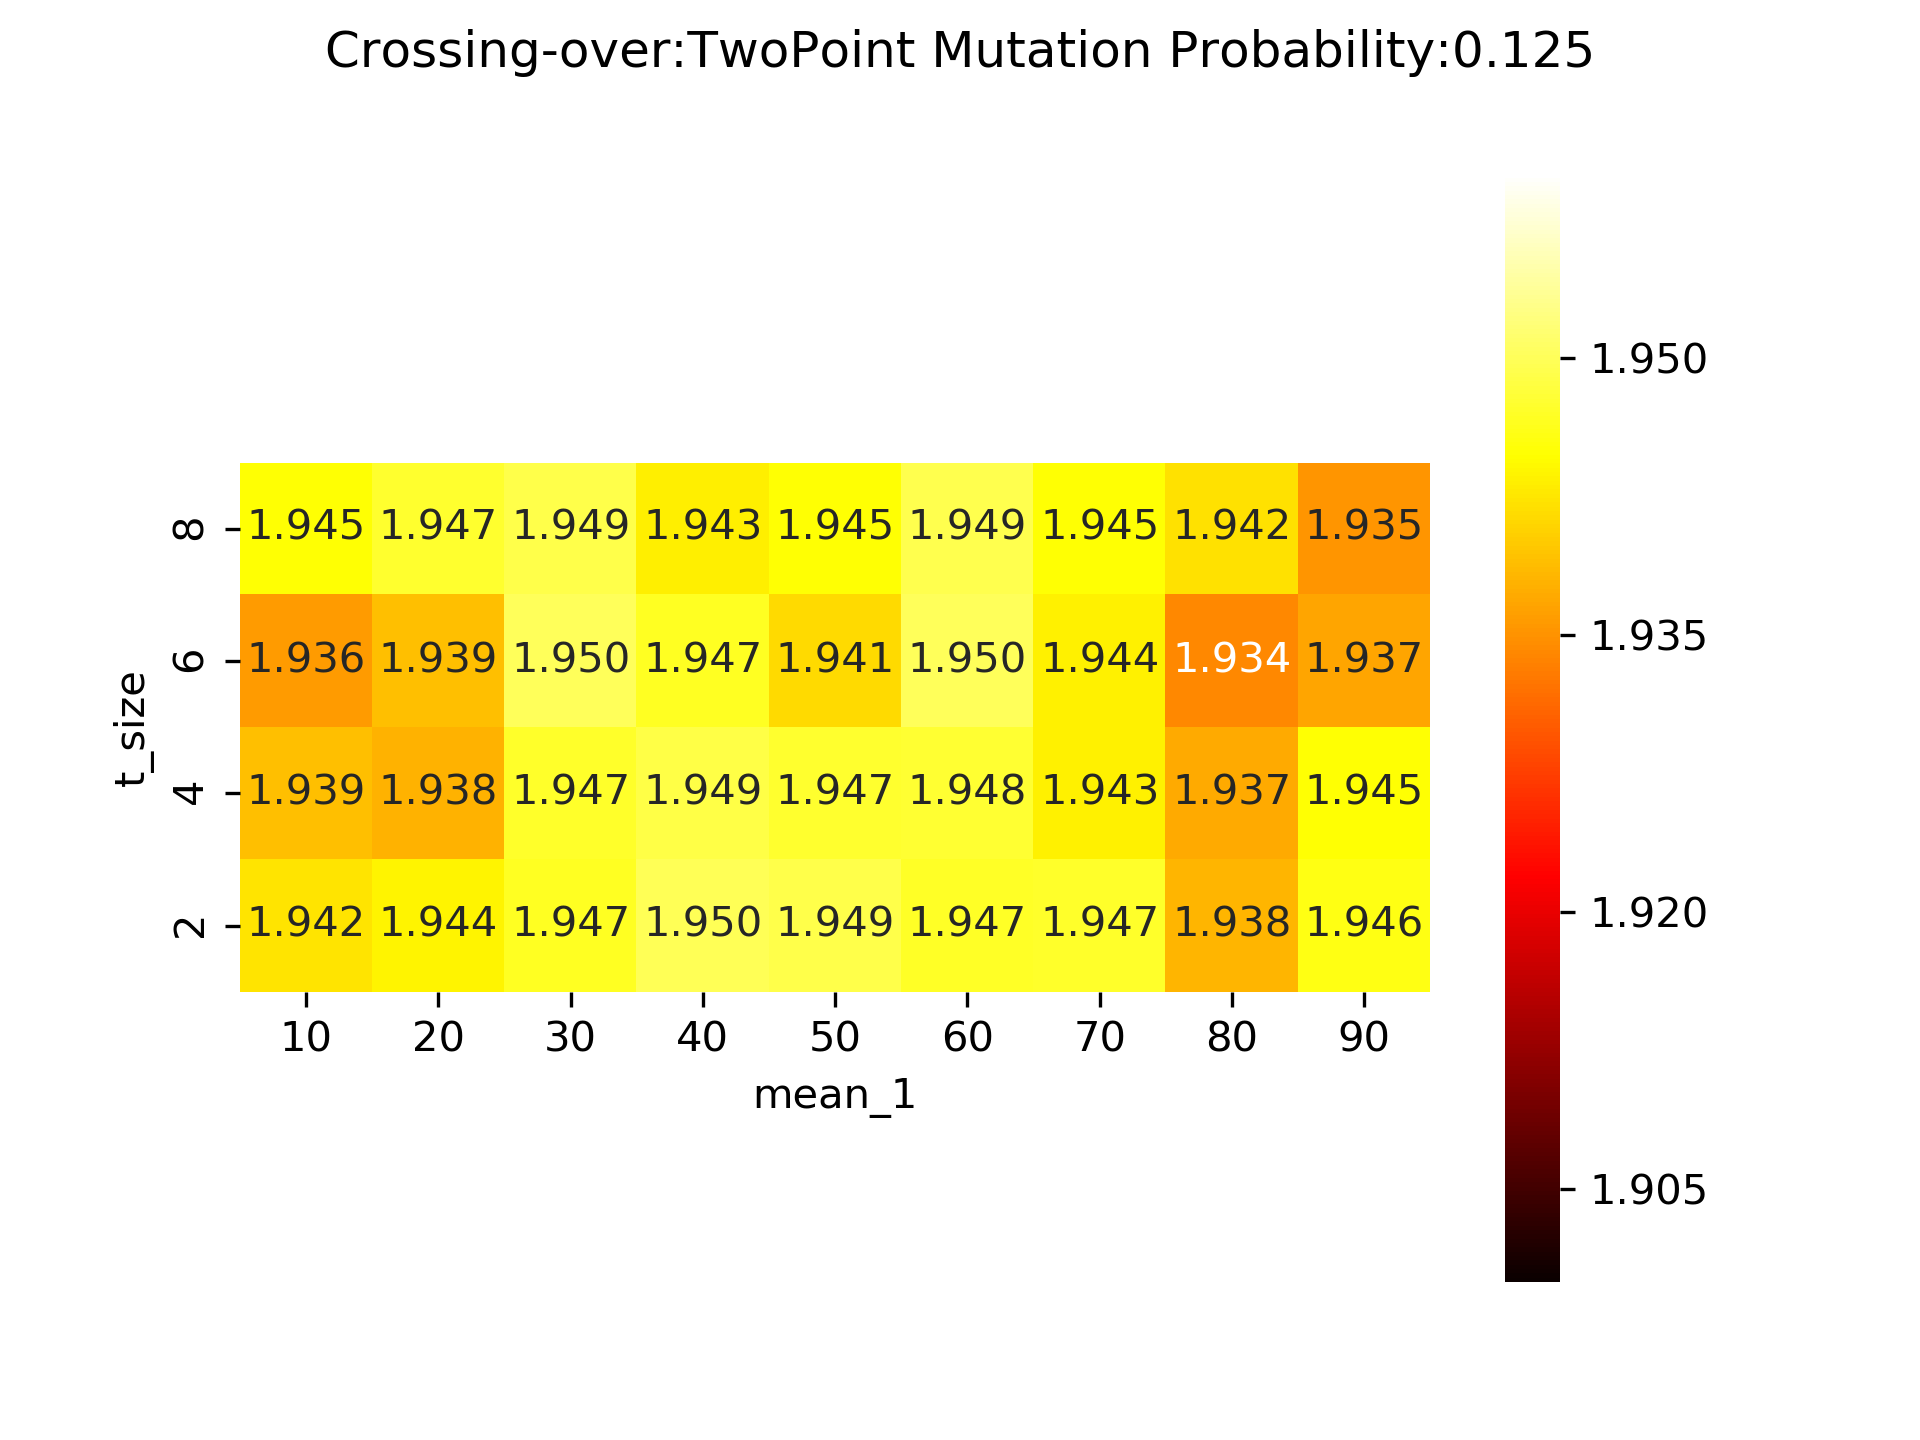 Crossing-over:TwoPoint Mutation Probability:0.125
t_size
8 1.945 1.947 1.949 1.943 1.945 1.949 1.945 1.942 1.935
6 1.936 1.939 1.950 1.947 1.941 1.950 1.944 1.934 1.937
4 1.939 1.938 1.947 1.949 1.947 1.948 1.943 1.937 1.945
2 1.942 1.944 1.947 1.950 1.949 1.947 1.947 1.938 1.946
10 20 30 40 50 60 70 80 90
mean_1
1.950
1.935
1.920
1.905